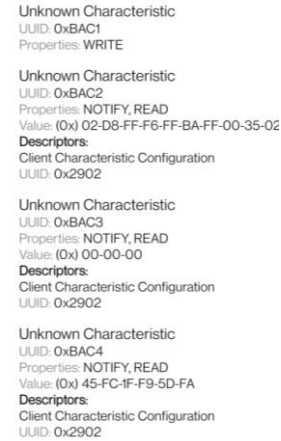 Unknown Characteristic
UUID: 0xBAC1
Properties: WRITE
Unknown Characteristic
UUID: 0xBAC2
Properties: NOTIFY, READ
Value: (0x) 02-D8-FF-F6-FF-BA-FF-00-35-02
Descriptors:
Client Characteristic Configuration
UUID: 0x2902
Unknown Characteristic
UUID: 0xBAC3
Properties: NOTIFY, READ
Value: (0x) 00-00-00
Descriptors:
Client Characteristic Configuration
UUID: 0x2902
Unknown Characteristic
UUID: 0xBAC4
Properties: NOTIFY, READ
Value: (0x) 45-FC-1F-F9-5D-FA
Descriptors:
Client Characteristic Configuration
UUID: 0x2902